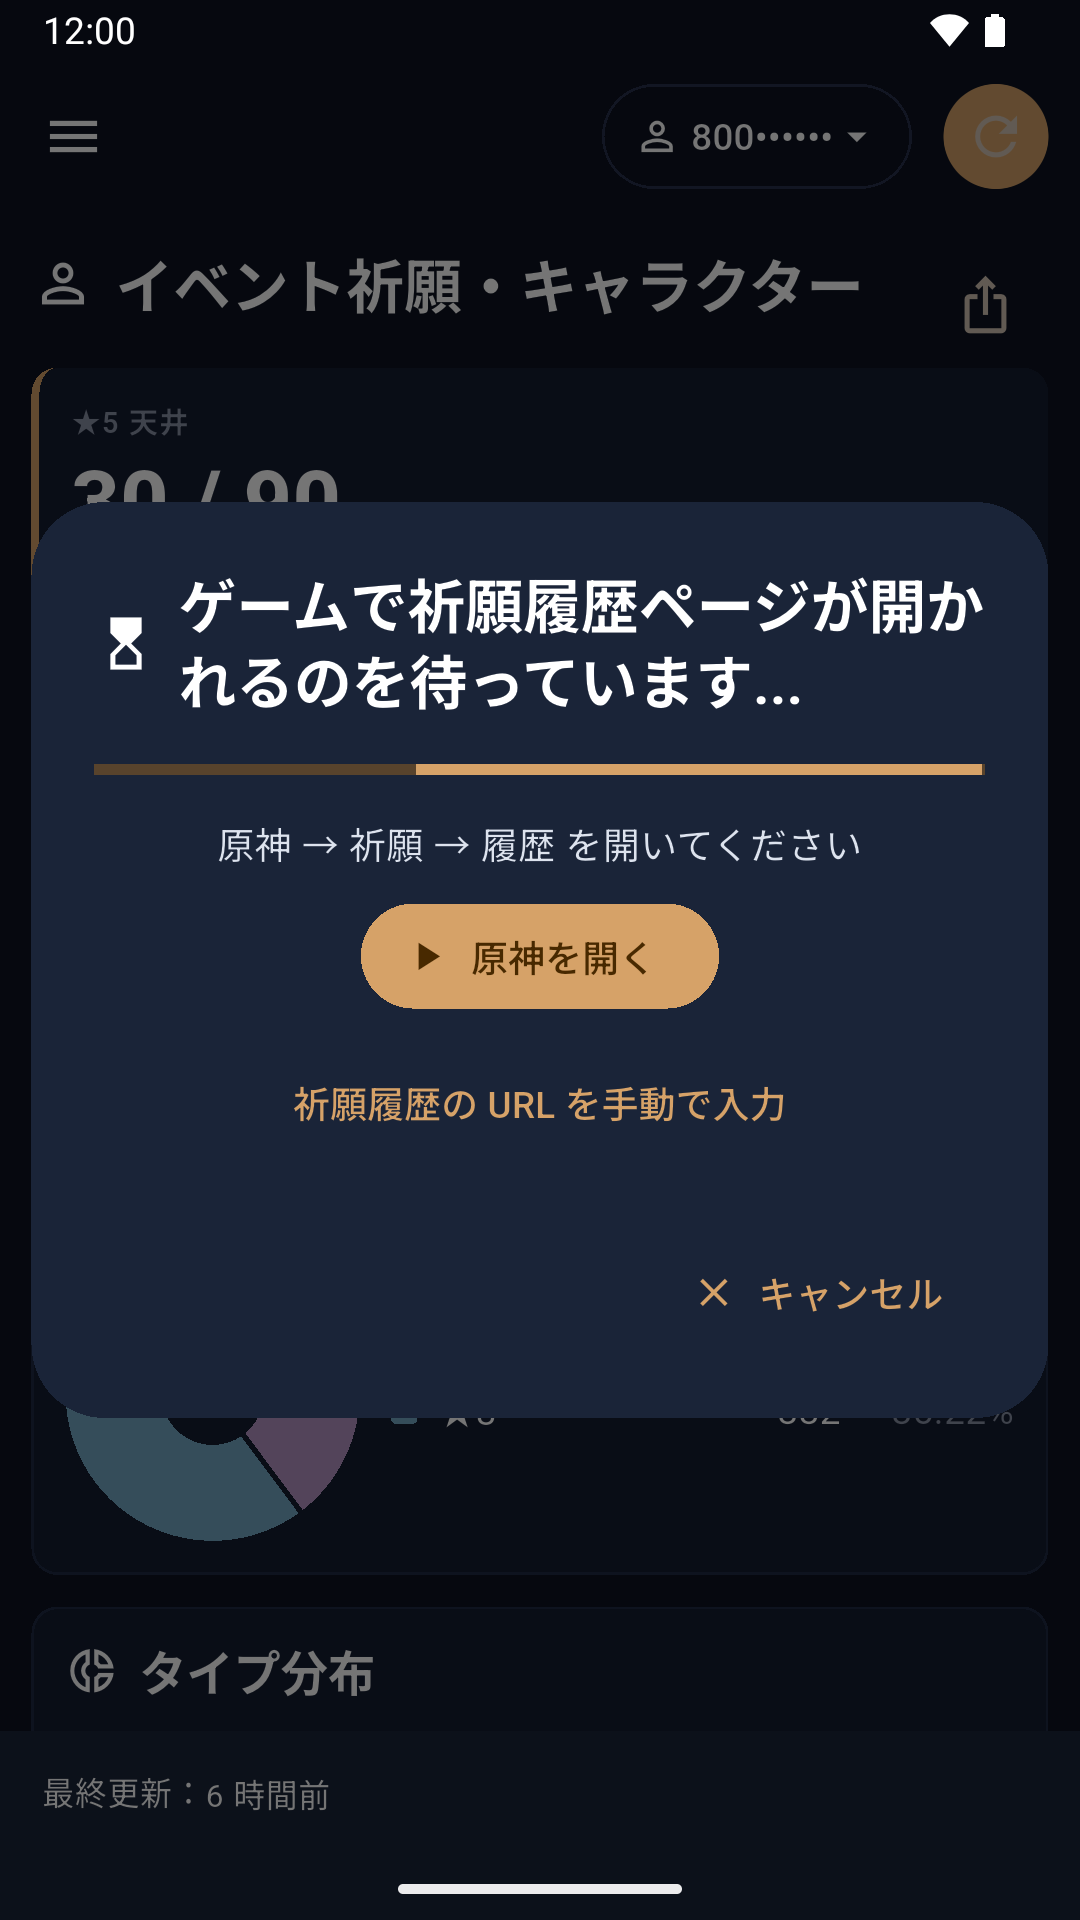 12:00
800••••••
イベント祈願・キャラクター
★5 天井
30 / 90
ゲームで祈願履歴ページが開か
れるのを待っています...
原神 → 祈願 → 履歴 を開いてください
原神を開く
祈願履歴の URL を手動で入力
キャンセル
タイプ分布
最終更新：6 時間前